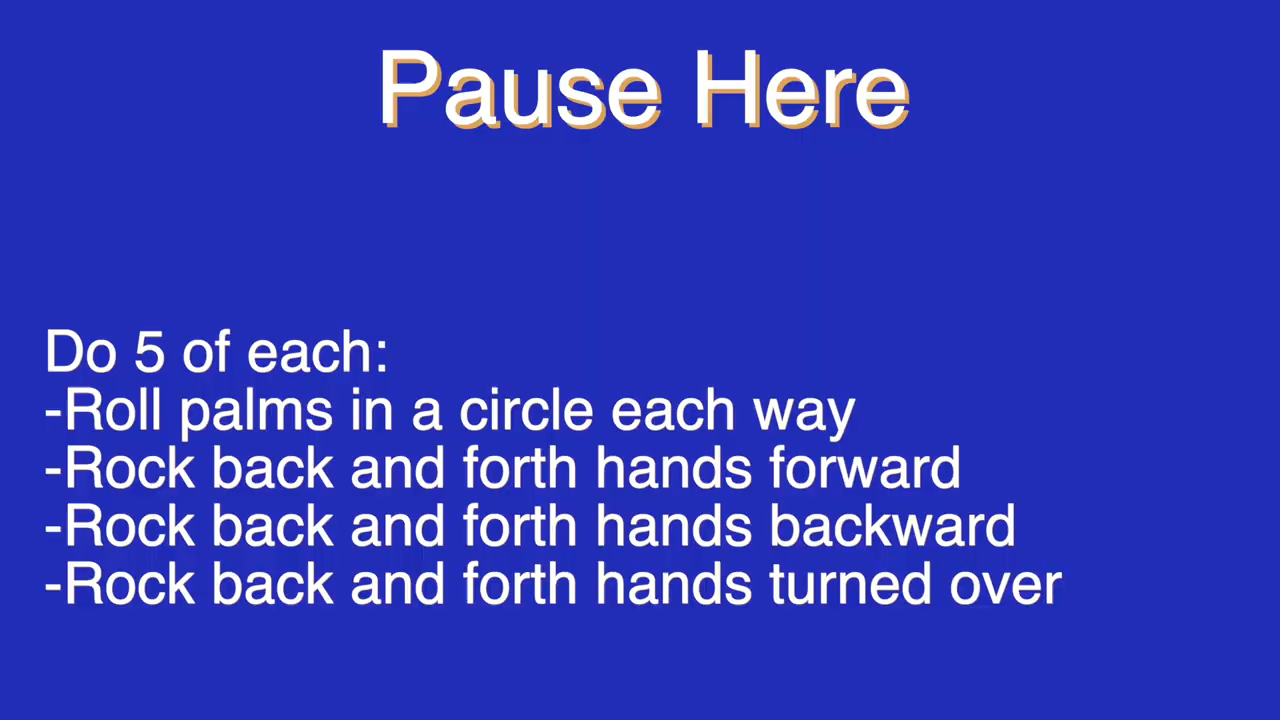 Pause Here
Do 5 of each:
-Roll palms in a circle each way
-Rock back and forth hands forward
-Rock back and forth hands backward
-Rock back and forth hands turned over